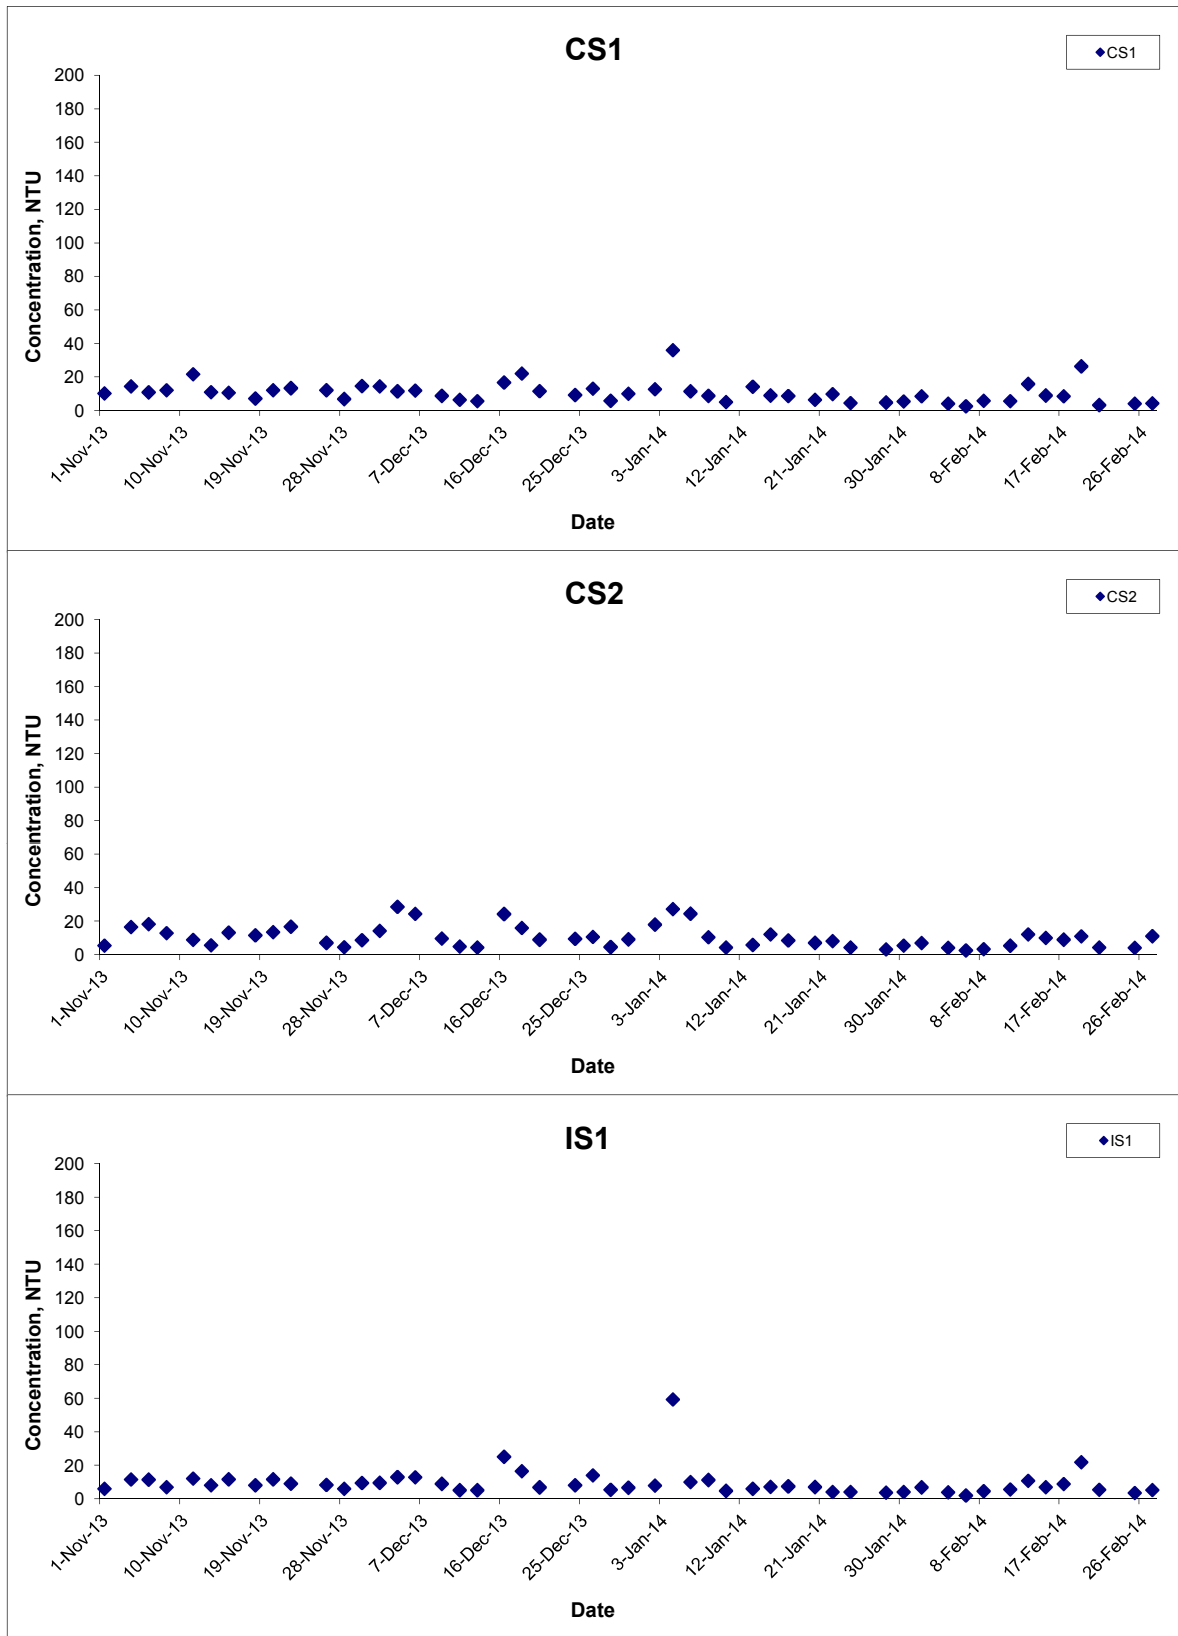 CS1
CS1
200
180
160
140
120
100
80
60
40
20
0
Concentration, NTU
1-Nov-13
10-Nov-13
19-Nov-13
28-Nov-13
7-Dec-13
16-Dec-13
25-Dec-13
3-Jan-14
12-Jan-14
21-Jan-14
30-Jan-14
8-Feb-14
17-Feb-14
26-Feb-14
Date
CS2
CS2
200
180
160
140
120
100
80
60
40
20
0
Concentration, NTU
1-Nov-13
10-Nov-13
19-Nov-13
28-Nov-13
7-Dec-13
16-Dec-13
25-Dec-13
3-Jan-14
12-Jan-14
21-Jan-14
30-Jan-14
8-Feb-14
17-Feb-14
26-Feb-14
Date
IS1
IS1
200
180
160
140
120
100
80
60
40
20
0
Concentration, NTU
1-Nov-13
10-Nov-13
19-Nov-13
28-Nov-13
7-Dec-13
16-Dec-13
25-Dec-13
3-Jan-14
12-Jan-14
21-Jan-14
30-Jan-14
8-Feb-14
17-Feb-14
26-Feb-14
Date